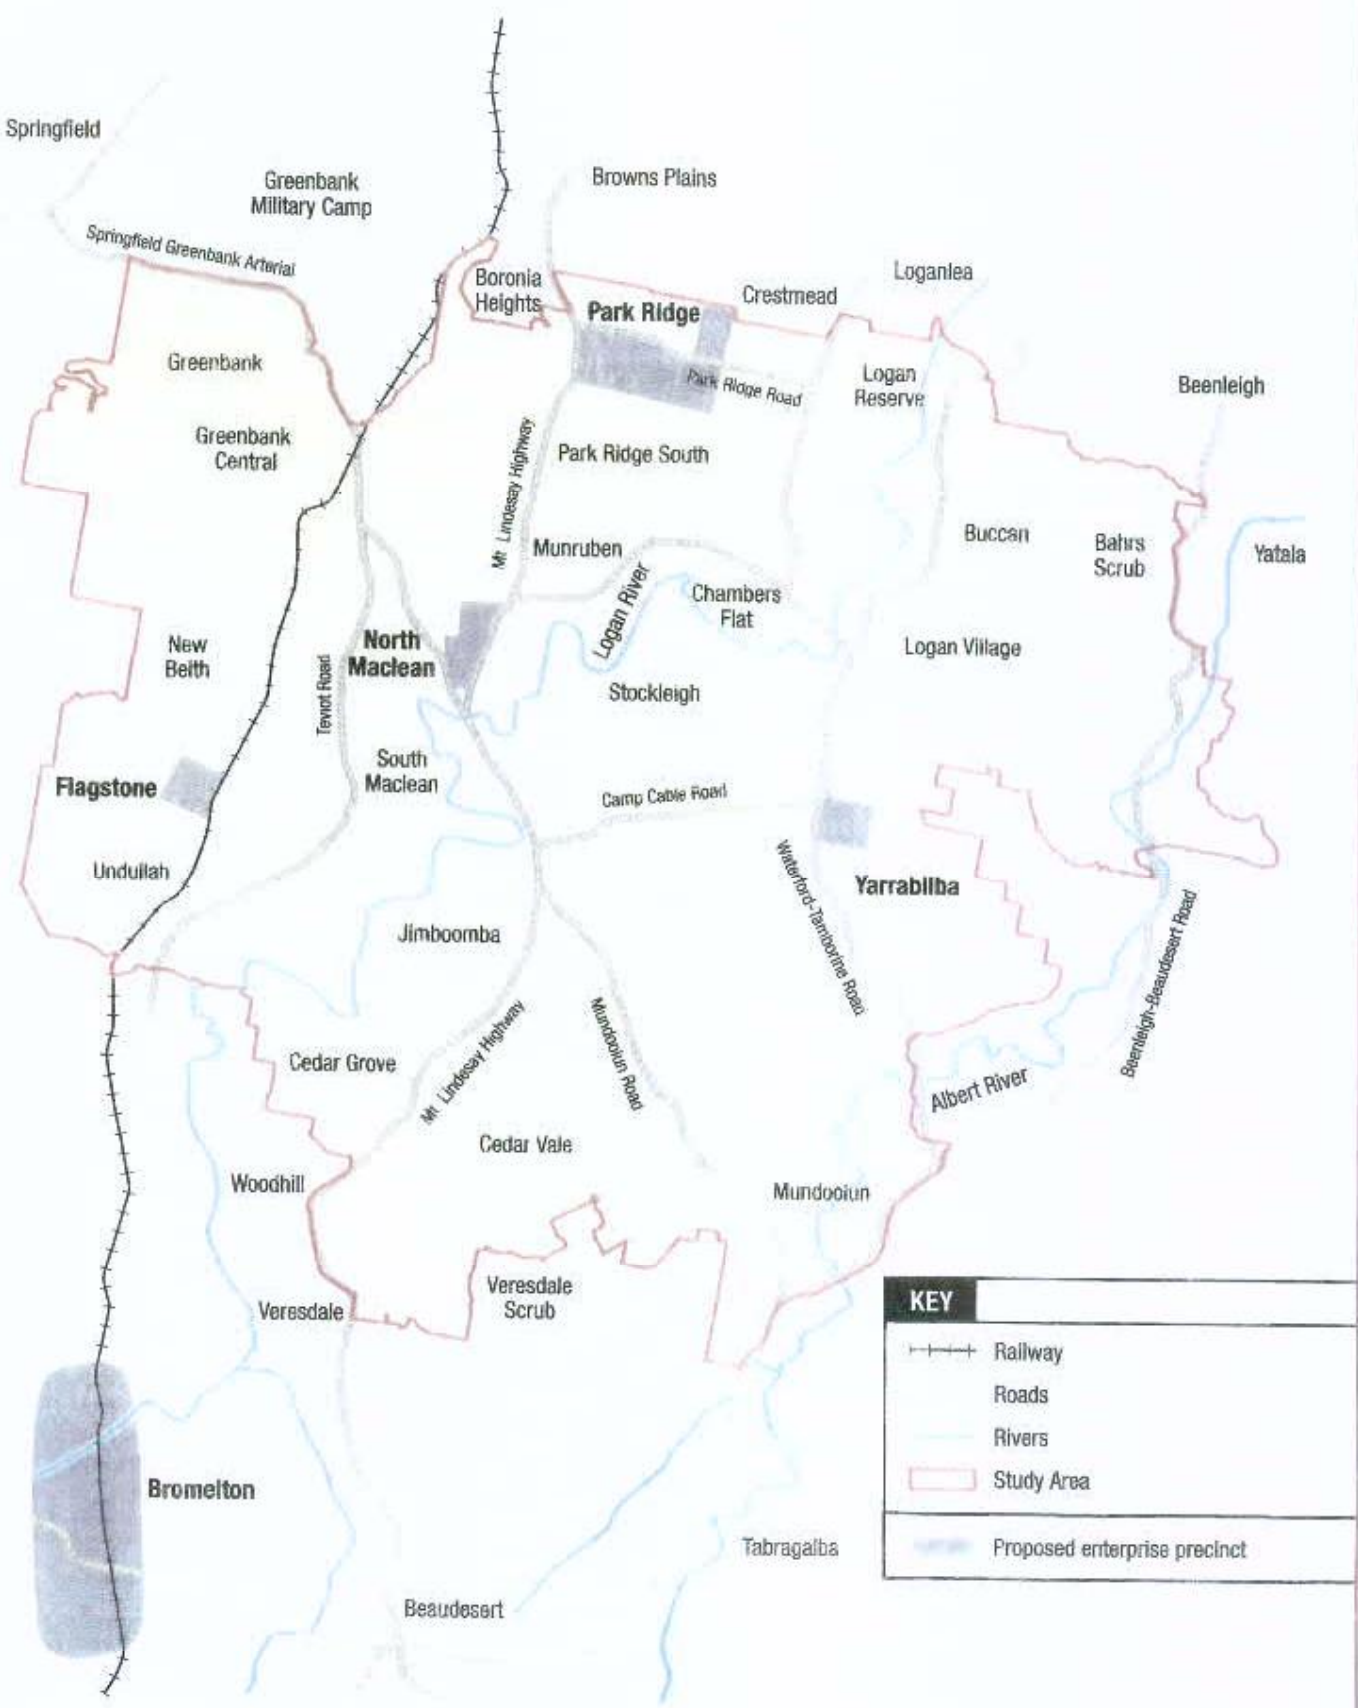 Springfield
Greenbank
Military Camp
Browns Plains
Springfield Greenbank Arterial
Boronia
Heights
Loganlea
Crestmead
Park Ridge
Greenbank
Park Ridge Road
Logan
Reserve
Beenleigh
Greenbank
Central
Mt Lindesay Highway
Park Ridge South
Munruben
Buccan
Bahrs
Scrub
Yatala
Logan River
Chambers
Flat
New
Beith
North
Maclean
Logan Village
Teviot Road
Stockleigh
South
Maclean
Flagstone
Camp Cable Road
Undullah
Waterford-Tamborine Road
Yarrabilba
Jimboomba
Beenleigh-Beaudesert Road
Cedar Grove
Mt Lindesay Highway
Mundoolun Road
Albert River
Cedar Vale
Woodhill
Mundoolun
Veresdale
Veresdale
Scrub
KEY
Railway
Roads
Rivers
Study Area
Proposed enterprise precinct
Bromelton
Tabragalba
Beaudesert